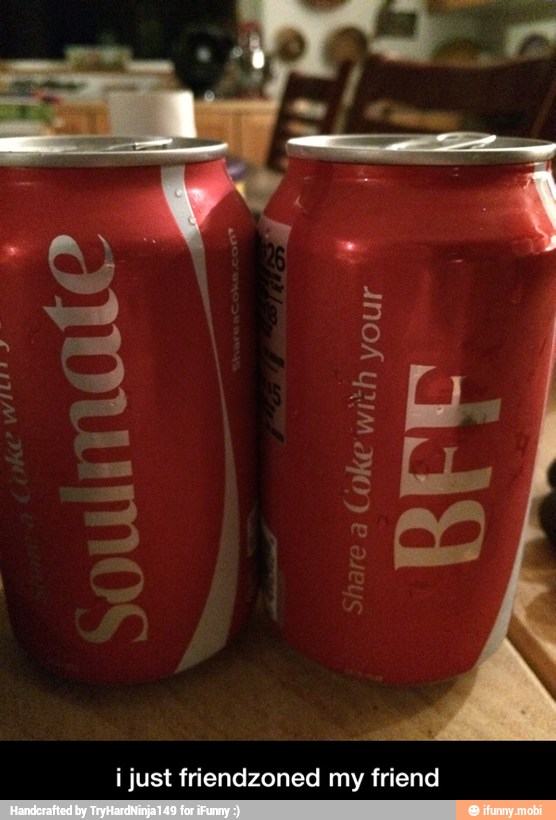 Coke with
Soulmate
ShareaCoke.com*
26
Share a Coke with your
BFF
i just friendzoned my friend
Handcrafted by TryHardNinja149 for iFunny :)
ifunny.mobi